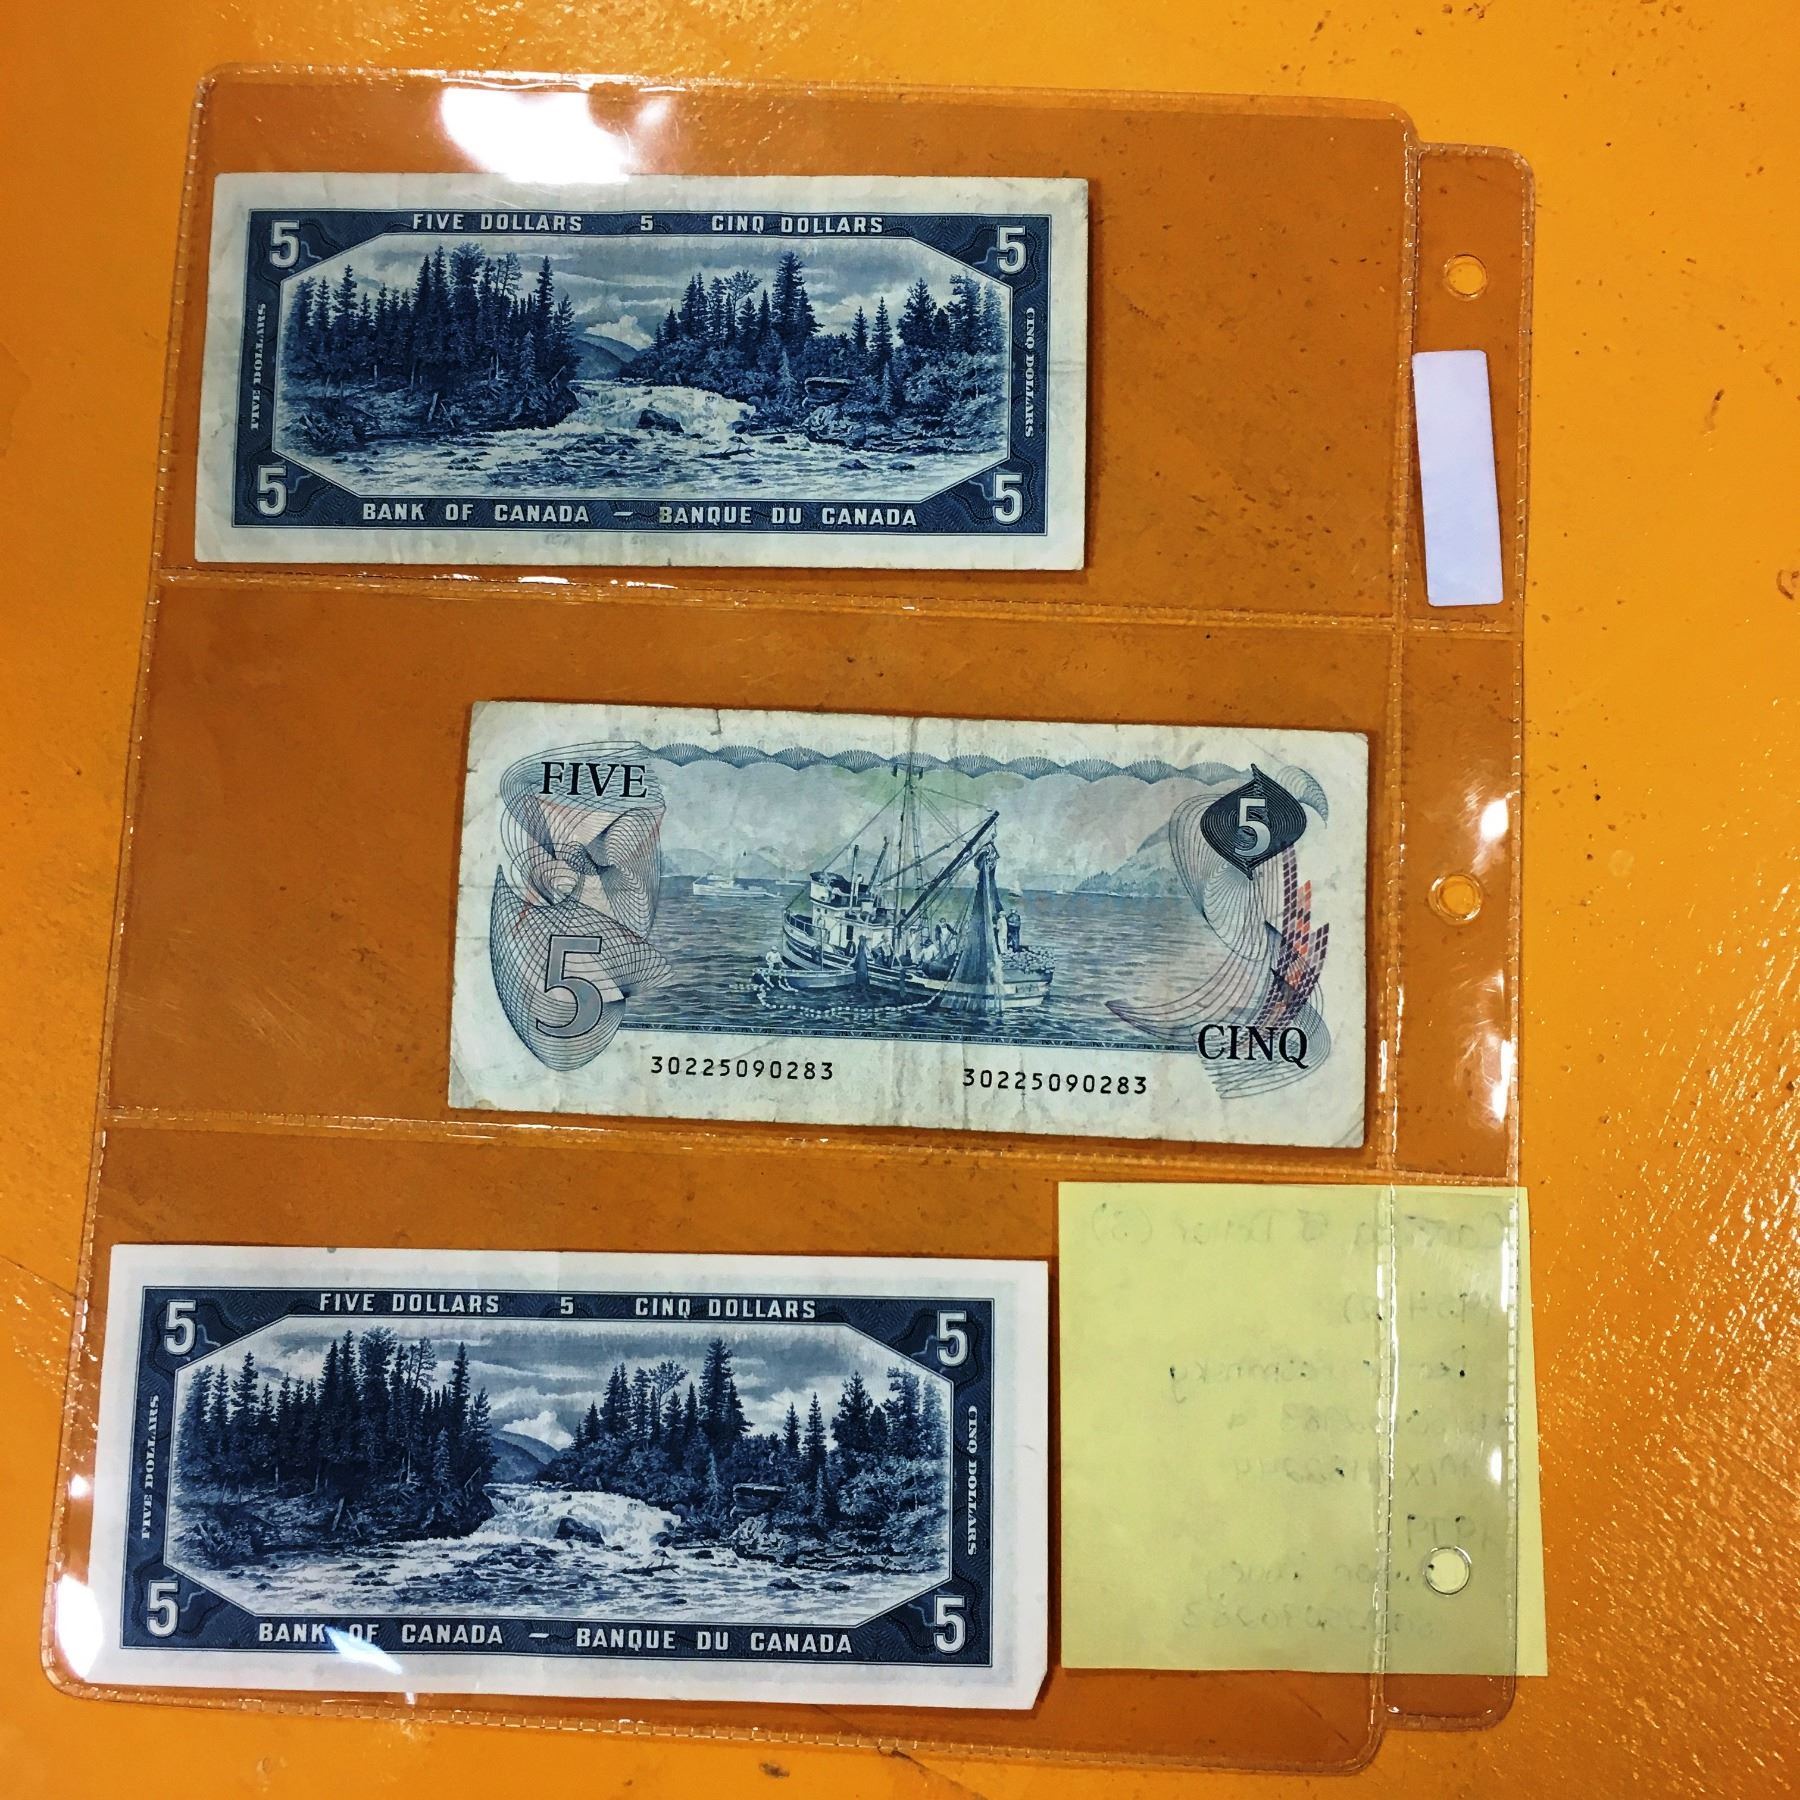 5 FIVE DOLLARS 5 CINQ DOLLARS 5
FIVE DOLLARS
CINQ DOLLARS
5 BANK OF CANADA – BANQUE DU CANADA 5
FIVE
5
5
CINQ
30225090283 30225090283
5 FIVE DOLLARS 5 CINQ DOLLARS 5
FIVE DOLLARS
CINQ DOLLARS
5 BANK OF CANADA – BANQUE DU CANADA 5